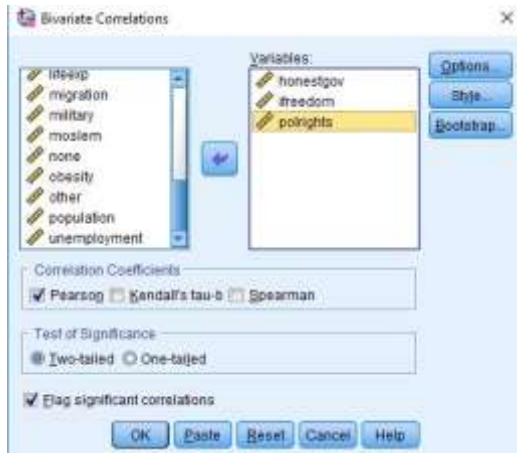 Bivariate Correlations
Variables:
lifeexp
migration
military
moslem
none
obesity
other
population
unemployment
honestgov
ifreedom
polrights
Options...
Style...
Bootstrap...
Correlation Coefficients
Pearson Kendall's tau-b Spearman
Test of Significance
Two-tailed One-tailed
Flag significant correlations
OK Paste Reset Cancel Help